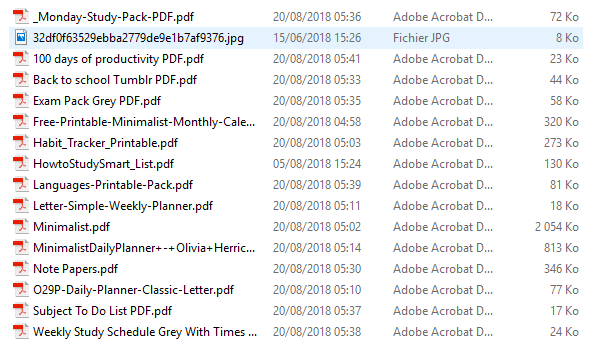 _Monday-Study-Pack-PDF.pdf 20/08/2018 05:36 Adobe Acrobat D... 72 Ko
32df0f63529ebba2779de9e1b7af9376.jpg 15/06/2018 15:26 Fichier JPG 8 Ko
100 days of productivity PDF.pdf 20/08/2018 05:41 Adobe Acrobat D... 23 Ko
Back to school Tumblr PDF.pdf 20/08/2018 05:33 Adobe Acrobat D... 44 Ko
Exam Pack Grey PDF.pdf 20/08/2018 05:35 Adobe Acrobat D... 58 Ko
Free-Printable-Minimalist-Monthly-Cale... 20/08/2018 04:58 Adobe Acrobat D... 320 Ko
Habit_Tracker_Printable.pdf 20/08/2018 05:03 Adobe Acrobat D... 273 Ko
HowtoStudySmart_List.pdf 05/08/2018 15:24 Adobe Acrobat D... 130 Ko
Languages-Printable-Pack.pdf 20/08/2018 05:39 Adobe Acrobat D... 81 Ko
Letter-Simple-Weekly-Planner.pdf 20/08/2018 05:11 Adobe Acrobat D... 18 Ko
Minimalist.pdf 20/08/2018 05:02 Adobe Acrobat D... 2 054 Ko
MinimalistDailyPlanner+-+Olivia+Herric... 20/08/2018 05:14 Adobe Acrobat D... 813 Ko
Note Papers.pdf 20/08/2018 05:30 Adobe Acrobat D... 346 Ko
O29P-Daily-Planner-Classic-Letter.pdf 20/08/2018 05:10 Adobe Acrobat D... 77 Ko
Subject To Do List PDF.pdf 20/08/2018 05:37 Adobe Acrobat D... 17 Ko
Weekly Study Schedule Grey With Times ... 20/08/2018 05:38 Adobe Acrobat D... 24 Ko